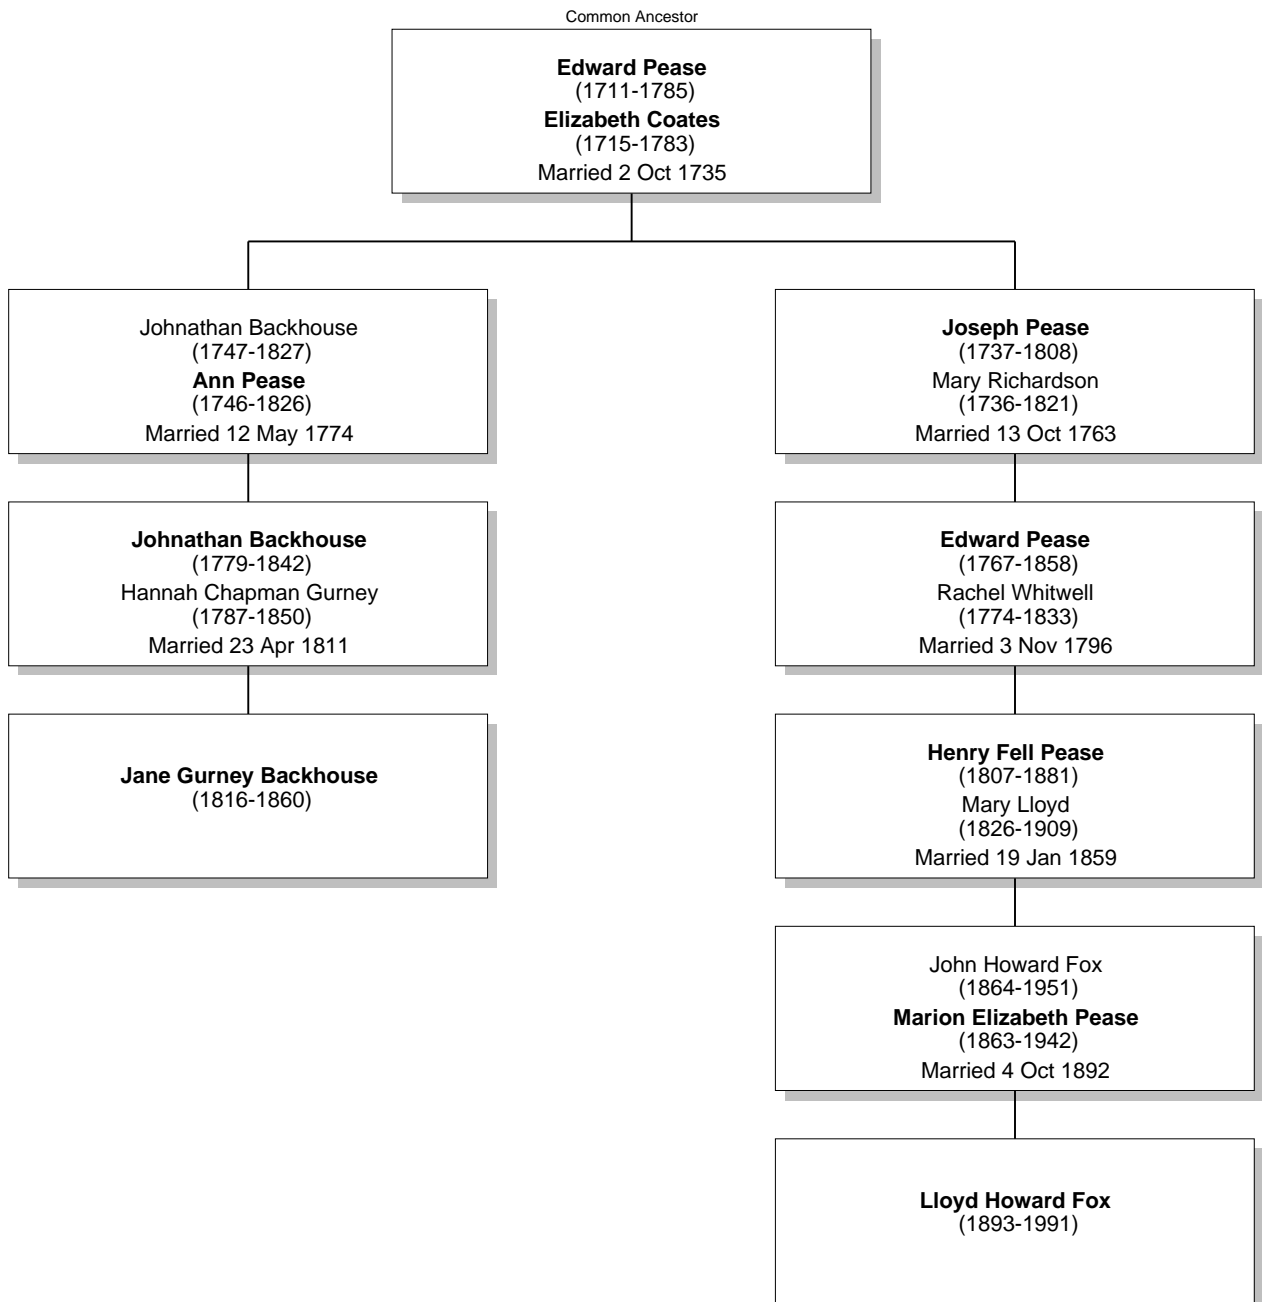 Common Ancestor
Edward Pease
(1711-1785)
Elizabeth Coates
(1715-1783)
Married 2 Oct 1735
Johnathan Backhouse
(1747-1827)
Ann Pease
(1746-1826)
Married 12 May 1774
Joseph Pease
(1737-1808)
Mary Richardson
(1736-1821)
Married 13 Oct 1763
Johnathan Backhouse
(1779-1842)
Hannah Chapman Gurney
(1787-1850)
Married 23 Apr 1811
Edward Pease
(1767-1858)
Rachel Whitwell
(1774-1833)
Married 3 Nov 1796
Jane Gurney Backhouse
(1816-1860)
Henry Fell Pease
(1807-1881)
Mary Lloyd
(1826-1909)
Married 19 Jan 1859
John Howard Fox
(1864-1951)
Marion Elizabeth Pease
(1863-1942)
Married 4 Oct 1892
Lloyd Howard Fox
(1893-1991)